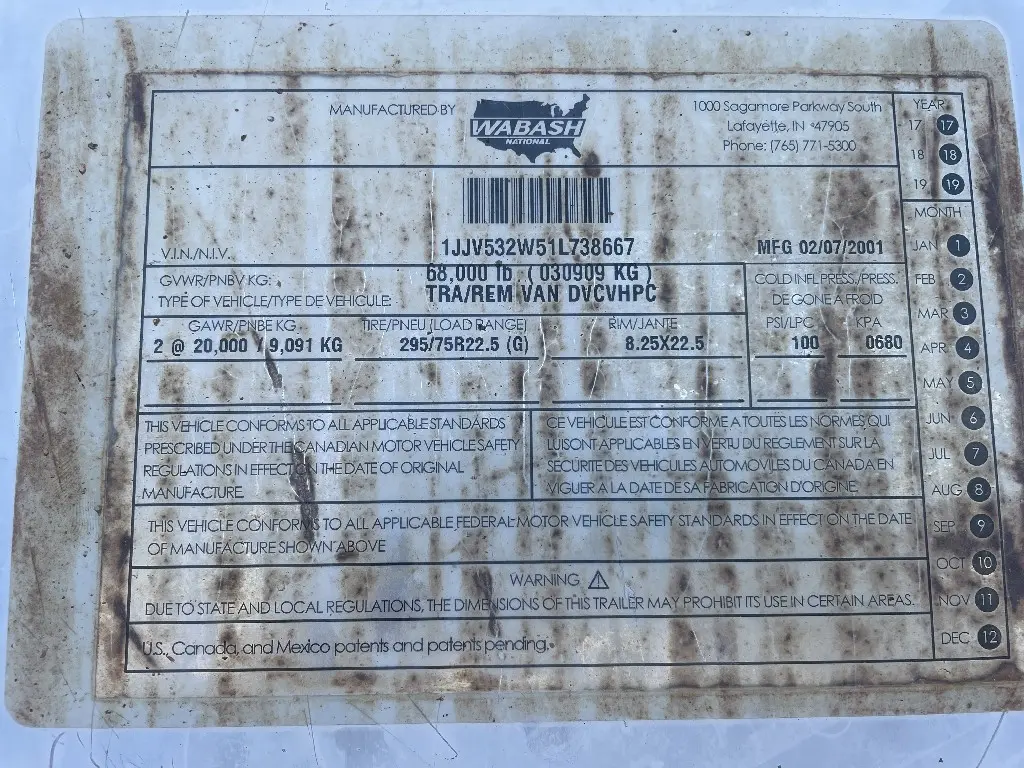 MANUFACTURED BY
WABASH
NATIONAL
1000 Sagamore Parkway South
Lafayette, IN 47905
Phone: (765) 771-5300
YEAR
17 17
18 18
19 19
V.I.N./N.I.V.
1JJV532W51L738667
MFG 02/07/2001
GVWR/PNBV KG:
68,000 lb ( 030909 KG )
TYPE OF VEHICLE/TYPE DE VEHICULE:
TRA/REM VAN DVCVHPC
COLD INFL PRESS./PRESS.
DE GONE A FROID
GAWR/PNBE KG
TIRE/PNEU (LOAD RANGE)
RIM/JANTE
PSI/LPC
KPA
2 @ 20,000 / 9,091 KG
295/75R22.5 (G)
8.25X22.5
100
0680
THIS VEHICLE CONFORMS TO ALL APPLICABLE STANDARDS
PRESCRIBED UNDER THE CANADIAN MOTOR VEHICLE SAFETY
REGULATIONS IN EFFECT ON THE DATE OF ORIGINAL
MANUFACTURE
CE VEHICULE EST CONFORME A TOUTES LES NORMES QUI
LUISONT APPLICABLES EN VERTU DU REGLEMENT SUR LA
SECURITE DES VEHICULES AUTOMOVILES DU CANADA EN
VIGUER A LA DATE DE SA FABRICATION D'ORIGINE
THIS VEHICLE CONFORMS TO ALL APPLICABLE FEDERAL MOTOR VEHICLE SAFETY STANDARDS IN EFFECT ON THE DATE
OF MANUFACTURE SHOWN ABOVE
WARNING
DUE TO STATE AND LOCAL REGULATIONS, THE DIMENSIONS OF THIS TRAILER MAY PROHIBIT ITS USE IN CERTAIN AREAS.
U.S., Canada, and Mexico patents and patents pending.
MONTH
JAN 1
FEB 2
MAR 3
APR 4
MAY 5
JUN 6
JUL 7
AUG 8
SEP 9
OCT 10
NOV 11
DEC 12